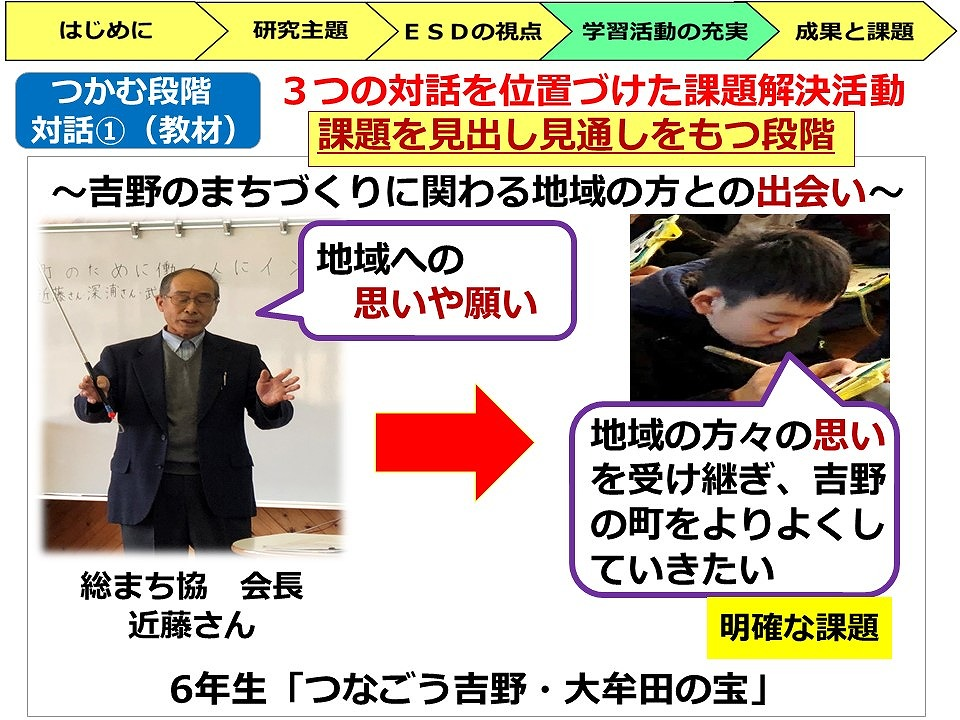 はじめに
研究主題
ＥＳＤの視点
学習活動の充実
成果と課題
つかむ段階
対話①（教材）
３つの対話を位置づけた課題解決活動
課題を見出し見通しをもつ段階
～吉野のまちづくりに関わる地域の方との出会い～
町のために働く人にイン
近藤さん 深浦さん・武
地域への
思いや願い
地域の方々の思い
を受け継ぎ、吉野
の町をよりよくし
ていきたい
総まち協　会長
近藤さん
明確な課題
6年生「つなごう吉野・大牟田の宝」